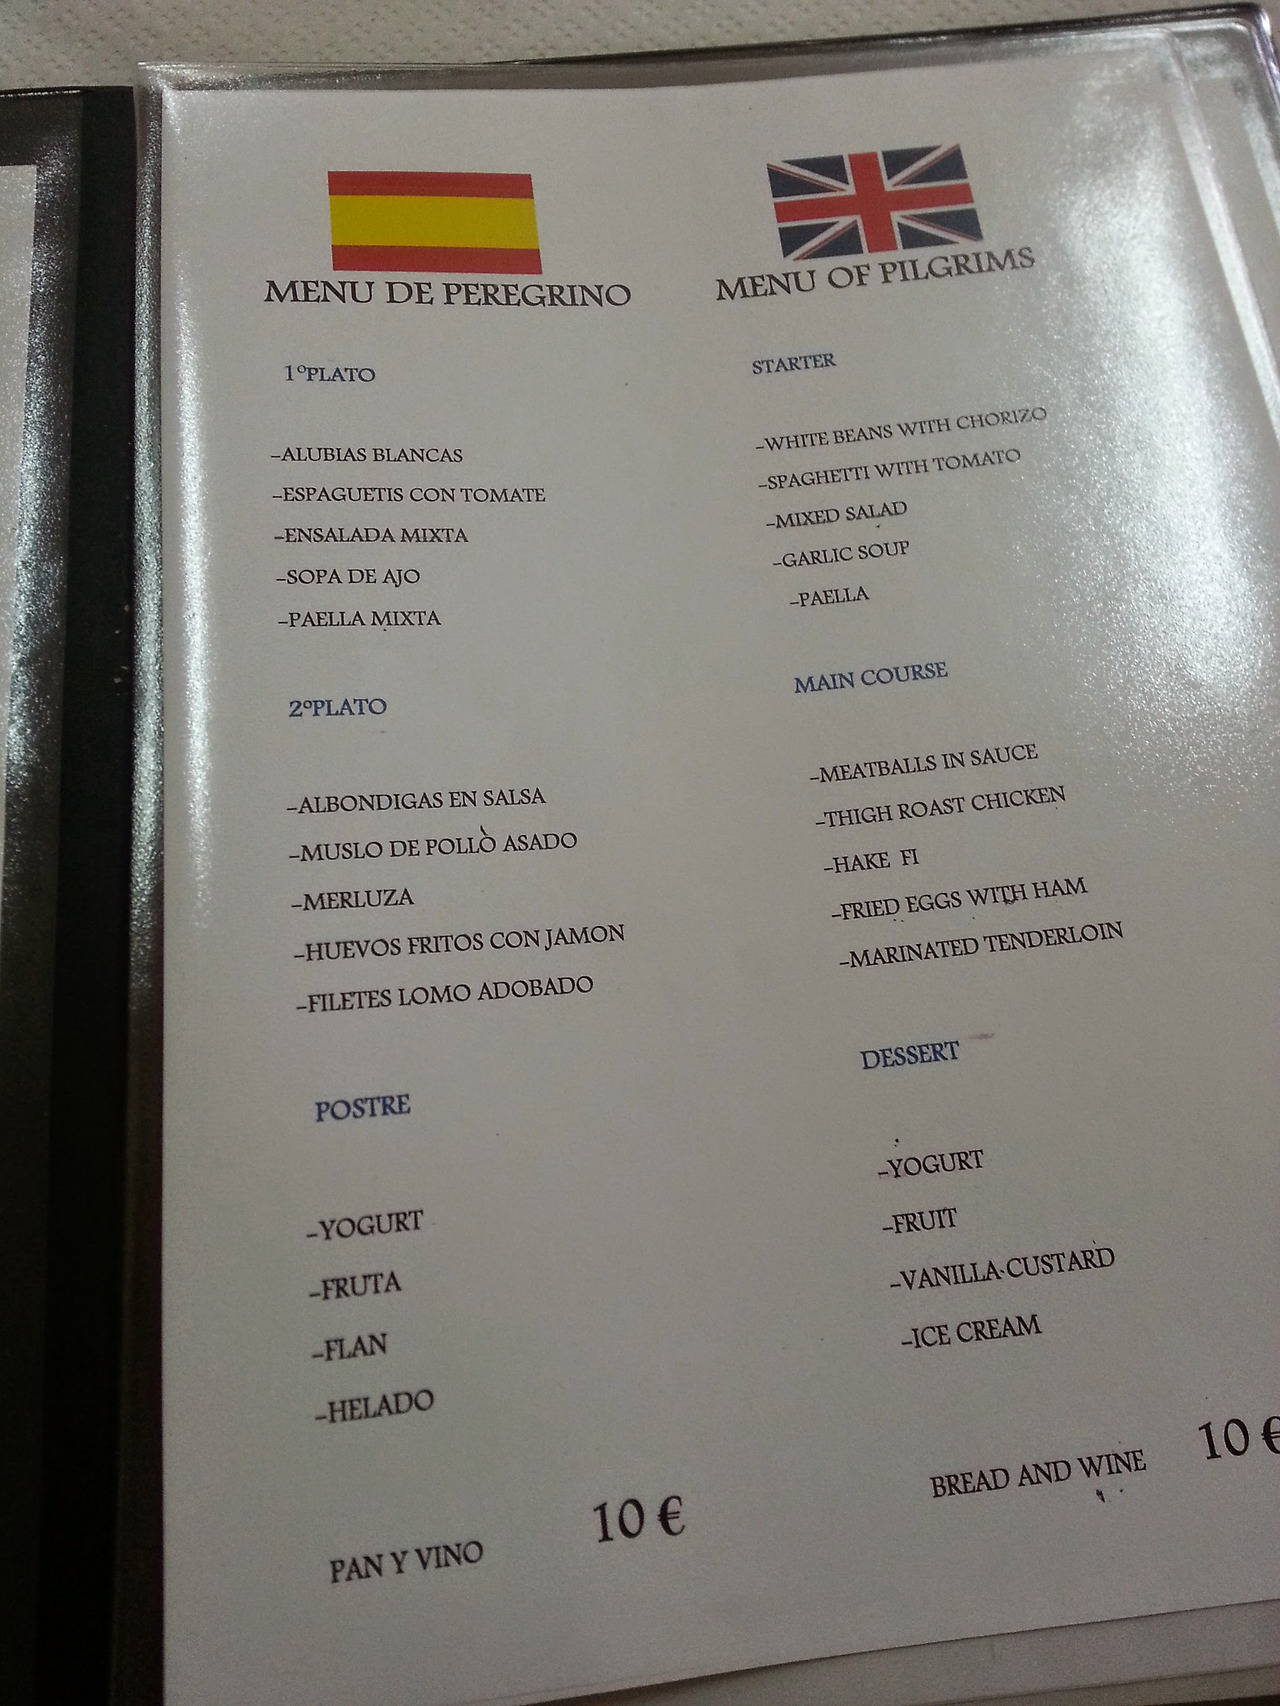 MENU DE PEREGRINO
1ºPLATO
-ALUBIAS BLANCAS
-ESPAGUETIS CON TOMATE
-ENSALADA MIXTA
-SOPA DE AJO
-PAELLA MIXTA
2ºPLATO
-ALBONDIGAS EN SALSA
-MUSLO DE POLLO ASADO
-MERLUZA
-HUEVOS FRITOS CON JAMON
-FILETES LOMO ADOBADO
POSTRE
-YOGURT
-FRUTA
-FLAN
-HELADO
PAN Y VINO 10 €
MENU OF PILGRIMS
STARTER
-WHITE BEANS WITH CHORIZO
-SPAGHETTI WITH TOMATO
-MIXED SALAD
-GARLIC SOUP
-PAELLA
MAIN COURSE
-MEATBALLS IN SAUCE
-THIGH ROAST CHICKEN
-HAKE FI
-FRIED EGGS WITH HAM
-MARINATED TENDERLOIN
DESSERT
-YOGURT
-FRUIT
-VANILLA CUSTARD
-ICE CREAM
BREAD AND WINE 10 €